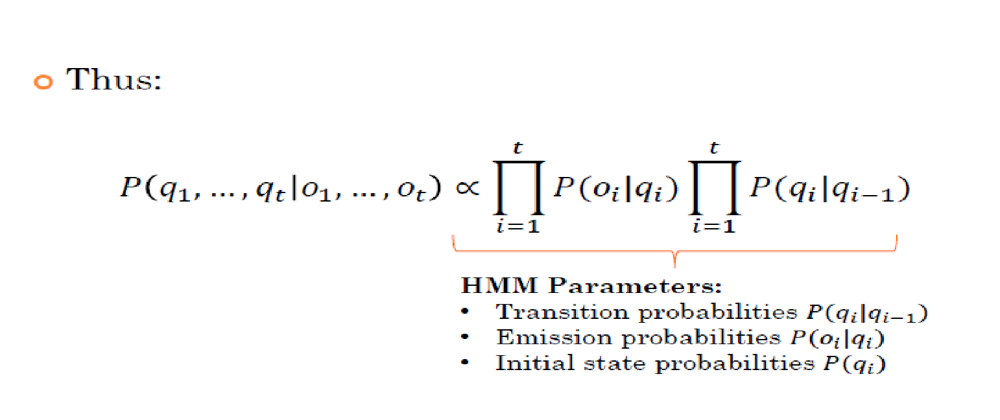 o Thus:
$P(q_1, \ldots, q_t | o_1, \ldots, o_t) \propto \prod_{i=1}^{t} P(o_i|q_i) \prod_{i=1}^{t} P(q_i|q_{i-1})$
HMM Parameters:
• Transition probabilities $P(q_i|q_{i-1})$
• Emission probabilities $P(o_i|q_i)$
• Initial state probabilities $P(q_i)$